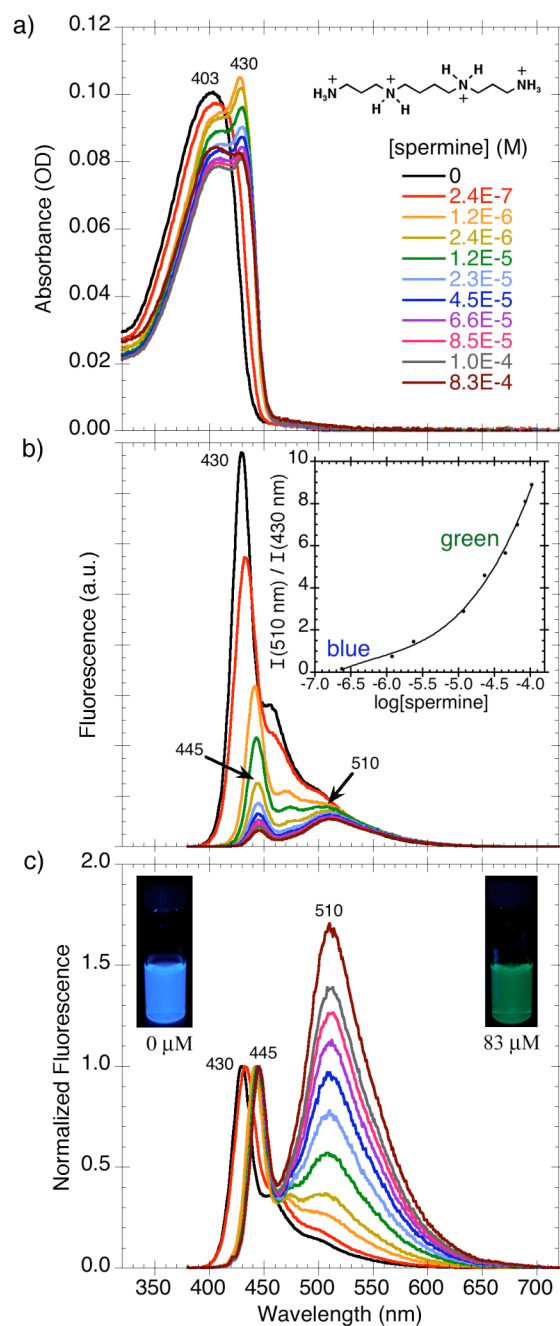 a)
0.12
0.10
0.08
0.06
0.04
0.02
0.00
Absorbance (OD)
403
430
H3N
+
N
H H
+
H H
N
+
+
NH3
[spermine] (M)
0
2.4E-7
1.2E-6
2.4E-6
1.2E-5
2.3E-5
4.5E-5
6.6E-5
8.5E-5
1.0E-4
8.3E-4
b)
Fluorescence (a.u.)
430
445
510
I(510 nm) / I(430 nm)
10
8
6
4
2
0
green
blue
-7.0 -6.5 -6.0 -5.5 -5.0 -4.5 -4.0
log[spermine]
c)
2.0
1.5
1.0
0.5
0.0
Normalized Fluorescence
0 µM
83 µM
510
430
445
350 400 450 500 550 600 650 700
Wavelength (nm)